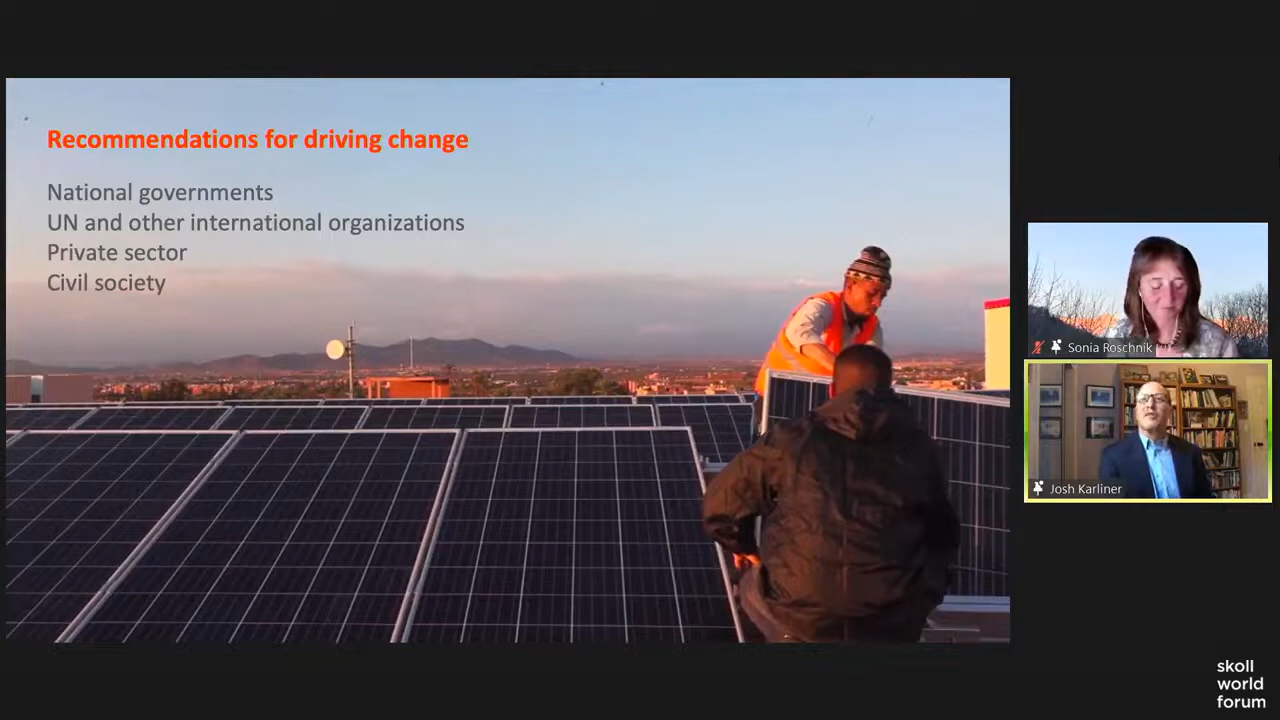 Recommendations for driving change
National governments
UN and other international organizations
Private sector
Civil society
Sonia Roschnik
Josh Karliner
skoll
world
forum